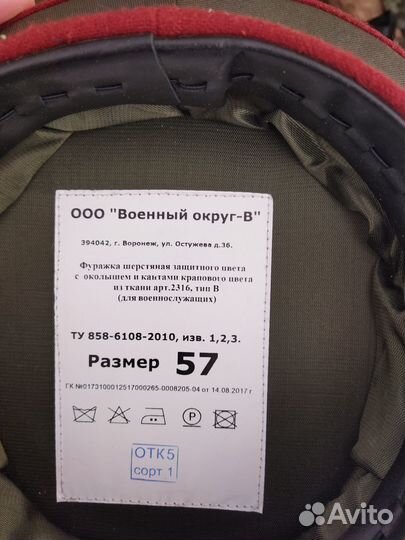 ООО "Военный округ-В"
394042, г. Воронеж, ул. Остужева д.36.
Фуражка шерстяная защитного цвета
с околышем и кантами крапового цвета
из ткани арт.2316, тип В
(для военнослужащих)
ТУ 858-6108-2010, изв. 1,2,3.
Размер 57
ГК №0173100012517000265-0008205-04 от 14.08.2017 г.
P
ОТК5
сорт 1
Avito